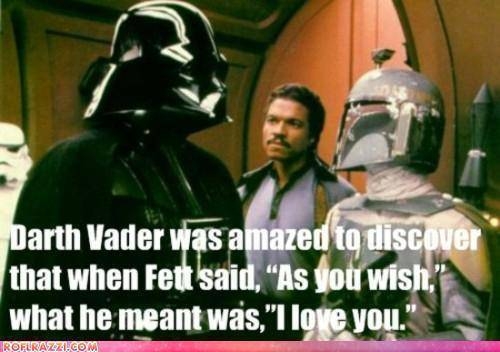 Darth Vader was amazed to discover
that when Fett said, “As you wish,”
what he meant was,"I love you.”
ROFLRAZZI.COM